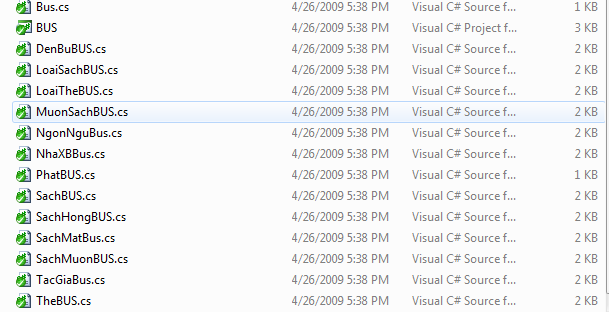 Bus.cs 4/26/2009 5:38 PM Visual C# Source f... 1 KB
BUS 4/26/2009 5:38 PM Visual C# Project f... 3 KB
DenBuBUS.cs 4/26/2009 5:38 PM Visual C# Source f... 2 KB
LoaiSachBUS.cs 4/26/2009 5:38 PM Visual C# Source f... 2 KB
LoaiTheBUS.cs 4/26/2009 5:38 PM Visual C# Source f... 2 KB
MuonSachBUS.cs 4/26/2009 5:38 PM Visual C# Source f... 2 KB
NgonNguBus.cs 4/26/2009 5:38 PM Visual C# Source f... 2 KB
NhaXBBus.cs 4/26/2009 5:38 PM Visual C# Source f... 2 KB
PhatBUS.cs 4/26/2009 5:38 PM Visual C# Source f... 1 KB
SachBUS.cs 4/26/2009 5:38 PM Visual C# Source f... 2 KB
SachHongBUS.cs 4/26/2009 5:38 PM Visual C# Source f... 2 KB
SachMatBus.cs 4/26/2009 5:38 PM Visual C# Source f... 2 KB
SachMuonBUS.cs 4/26/2009 5:38 PM Visual C# Source f... 2 KB
TacGiaBus.cs 4/26/2009 5:38 PM Visual C# Source f... 2 KB
TheBUS.cs 4/26/2009 5:38 PM Visual C# Source f... 2 KB